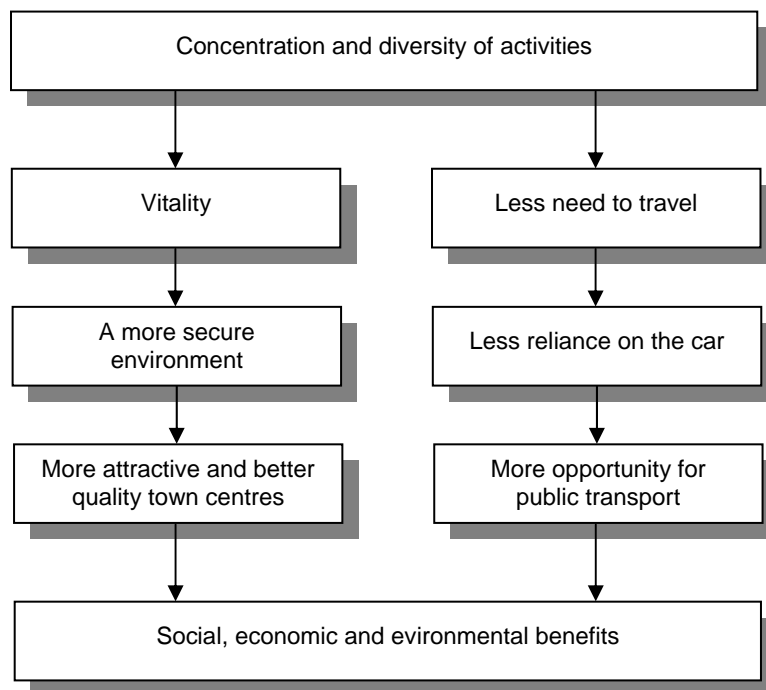 Concentration and diversity of activities
Vitality
Less need to travel
A more secure
environment
Less reliance on the car
More attractive and better
quality town centres
More opportunity for
public transport
Social, economic and evironmental benefits